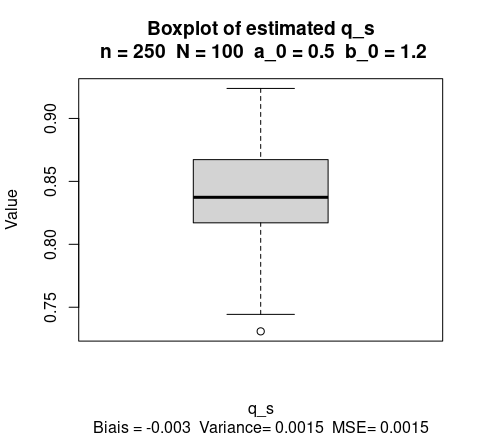 Boxplot of estimated q_s
n = 250 N = 100 a_0 = 0.5 b_0 = 1.2
0.90
0.85
0.80
0.75
Value
q_s
Biais = -0.003 Variance= 0.0015 MSE= 0.0015